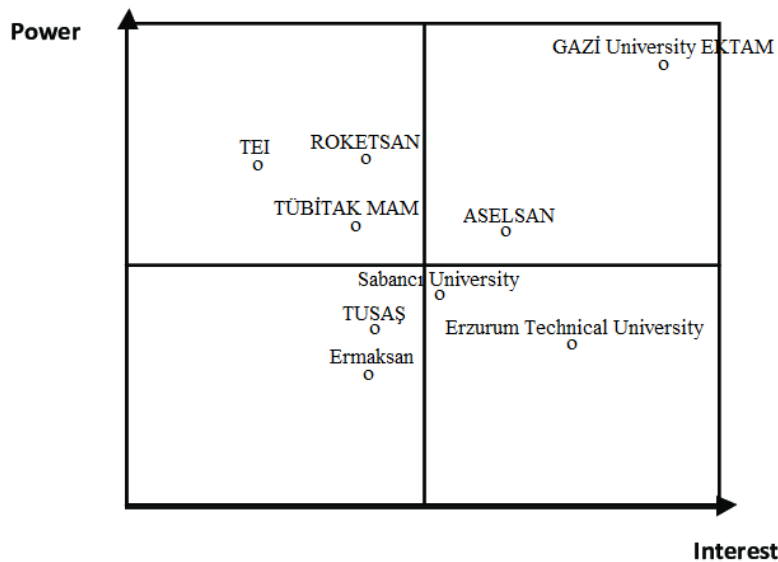 Power
GAZİ University EKTAM
TEI
ROKETSAN
TÜBİTAK MAM
ASELSAN
Sabancı University
TUSAŞ
Erzurum Technical University
Ermaksan
Interest